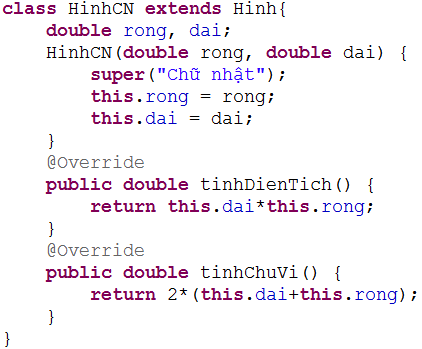 class HinhCN extends Hinh{
    double rong, dai;
    HinhCN(double rong, double dai) {
        super("Chữ nhật");
        this.rong = rong;
        this.dai = dai;
    }
    @Override
    public double tinhDienTich() {
        return this.dai*this.rong;
    }
    @Override
    public double tinhChuVi() {
        return 2*(this.dai+this.rong);
    }
}